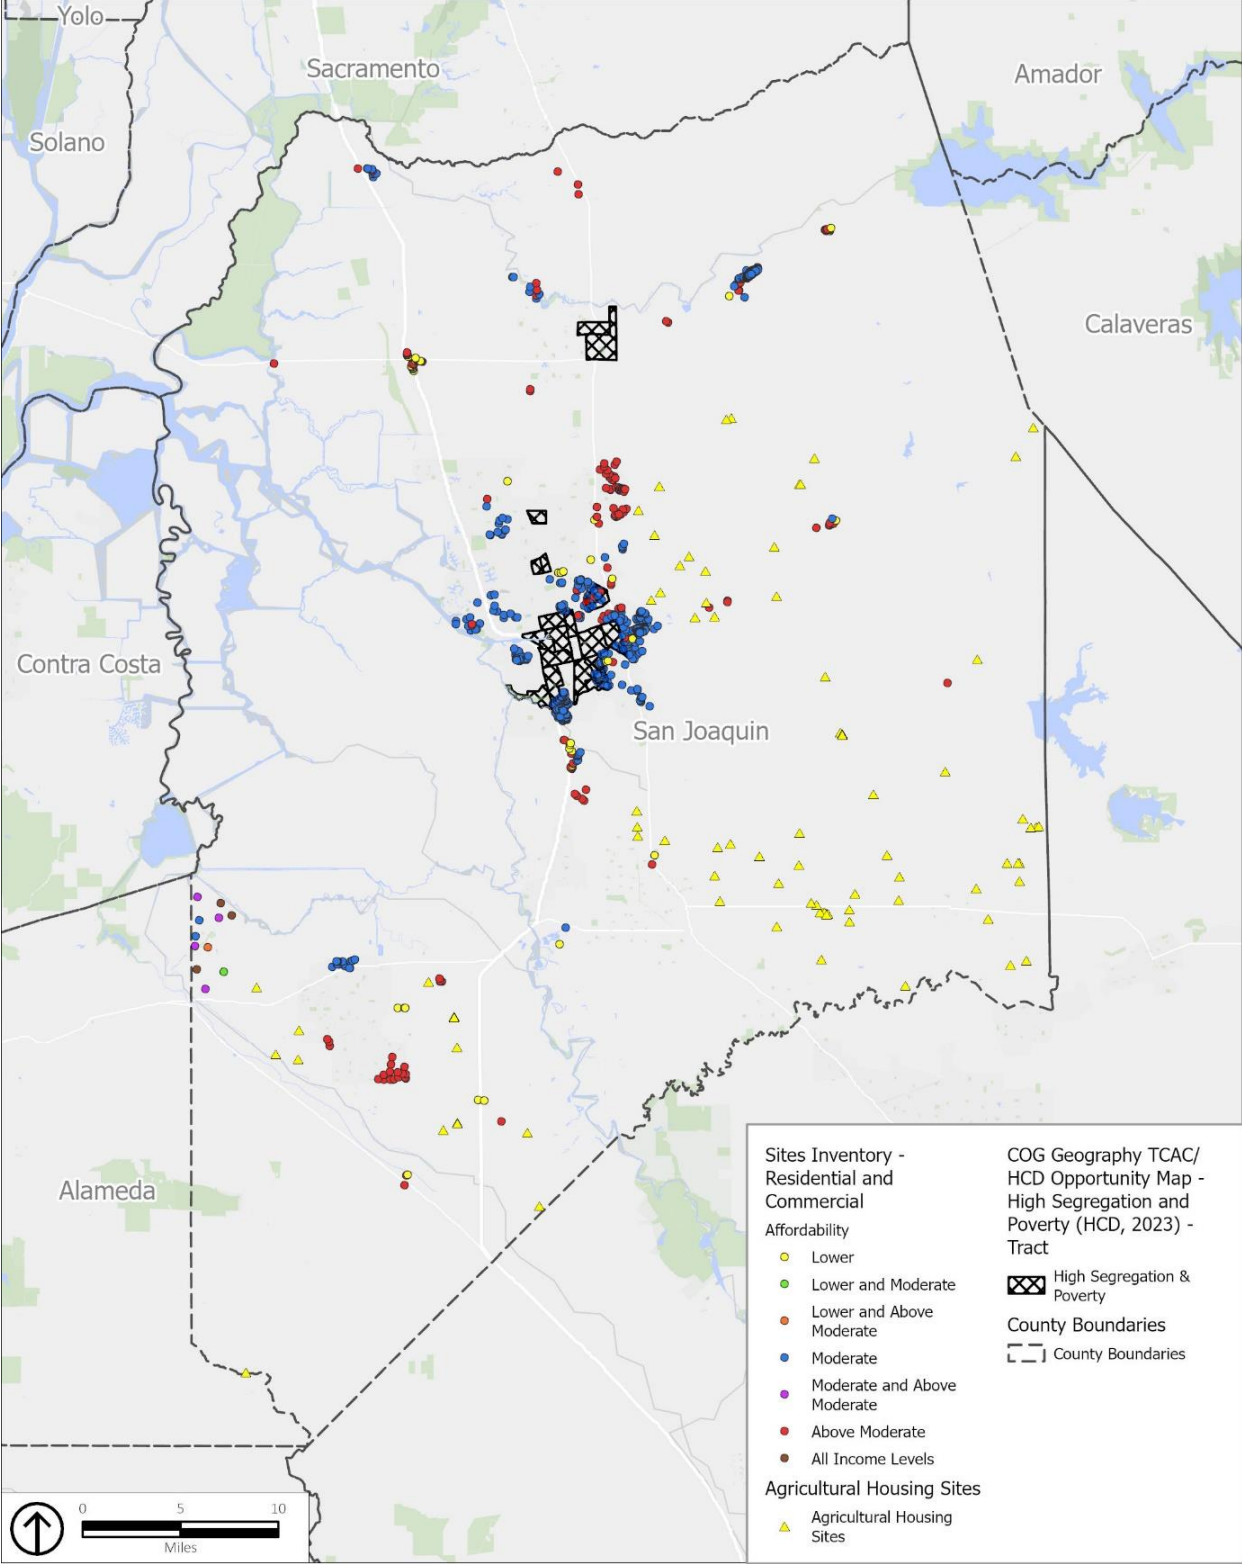 Yolo
Sacramento
Amador
Solano
Calaveras
Contra Costa
San Joaquin
Alameda
Sites Inventory -
Residential and
Commercial
Affordability
Lower
Lower and Moderate
Lower and Above
Moderate
Moderate
Moderate and Above
Moderate
Above Moderate
All Income Levels
Agricultural Housing Sites
Agricultural Housing
Sites
COG Geography TCAC/
HCD Opportunity Map -
High Segregation and
Poverty (HCD, 2023) -
Tract
High Segregation &
Poverty
County Boundaries
County Boundaries
0 5 10
Miles